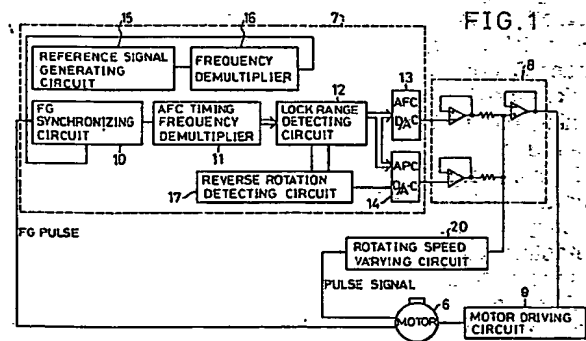 FIG.1
15
REFERENCE SIGNAL
GENERATING
CIRCUIT
16
FREQUENCY
DEMULTIPLIER
7
FG
SYNCHRONIZING
CIRCUIT
10
AFC TIMING
FREQUENCY
DEMULTIPLIER
11
12
LOCK RANGE
DETECTING
CIRCUIT
13
AFC
D/A-C
8
APC
D/A-C
14
17
REVERSE ROTATION
DETECTING CIRCUIT
FG PULSE
20
ROTATING SPEED
VARYING CIRCUIT
PULSE SIGNAL
6
MOTOR
9
MOTOR DRIVING
CIRCUIT